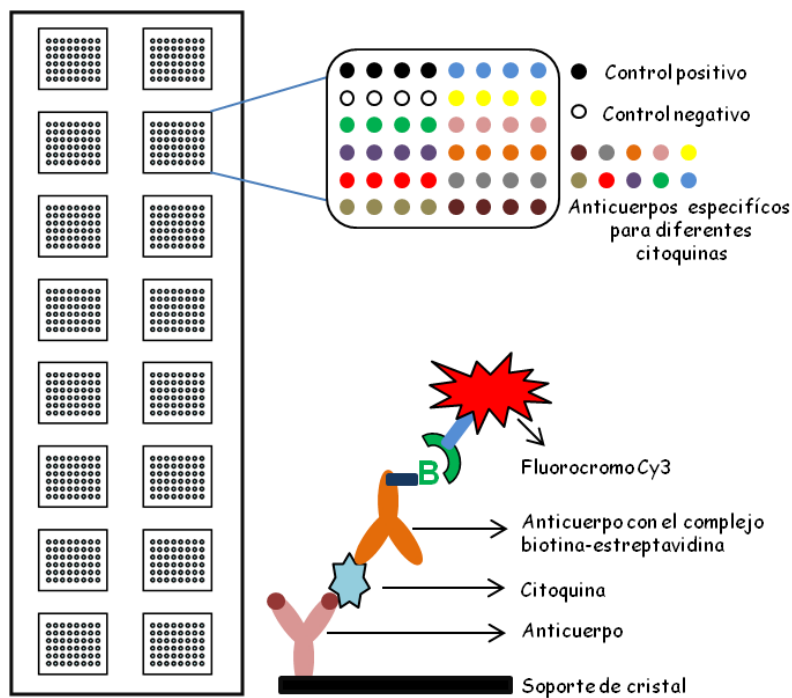 Control positivo
Control negativo
Anticuerpos especifícos
para diferentes
citoquinas
B
Fluorocromo Cy3
Anticuerpo con el complejo
biotina-estreptavidina
Citoquina
Anticuerpo
Soporte de cristal